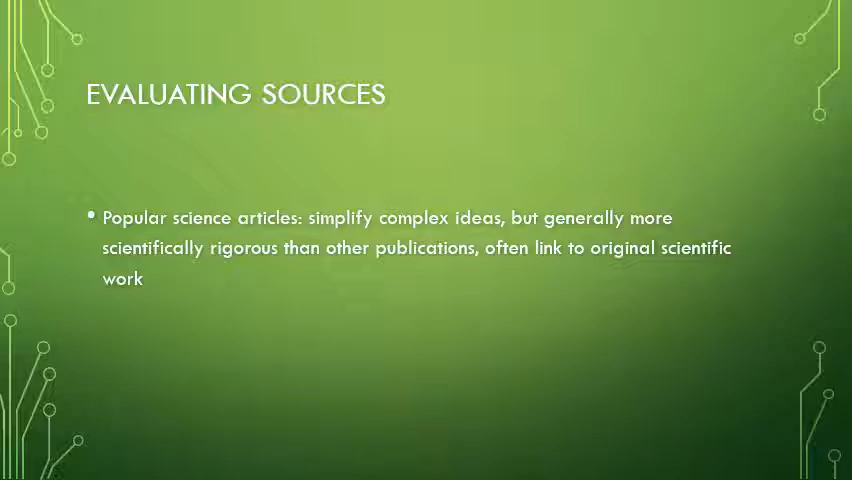 EVALUATING SOURCES
• Popular science articles: simplify complex ideas, but generally more
scientifically rigorous than other publications, often link to original scientific
work